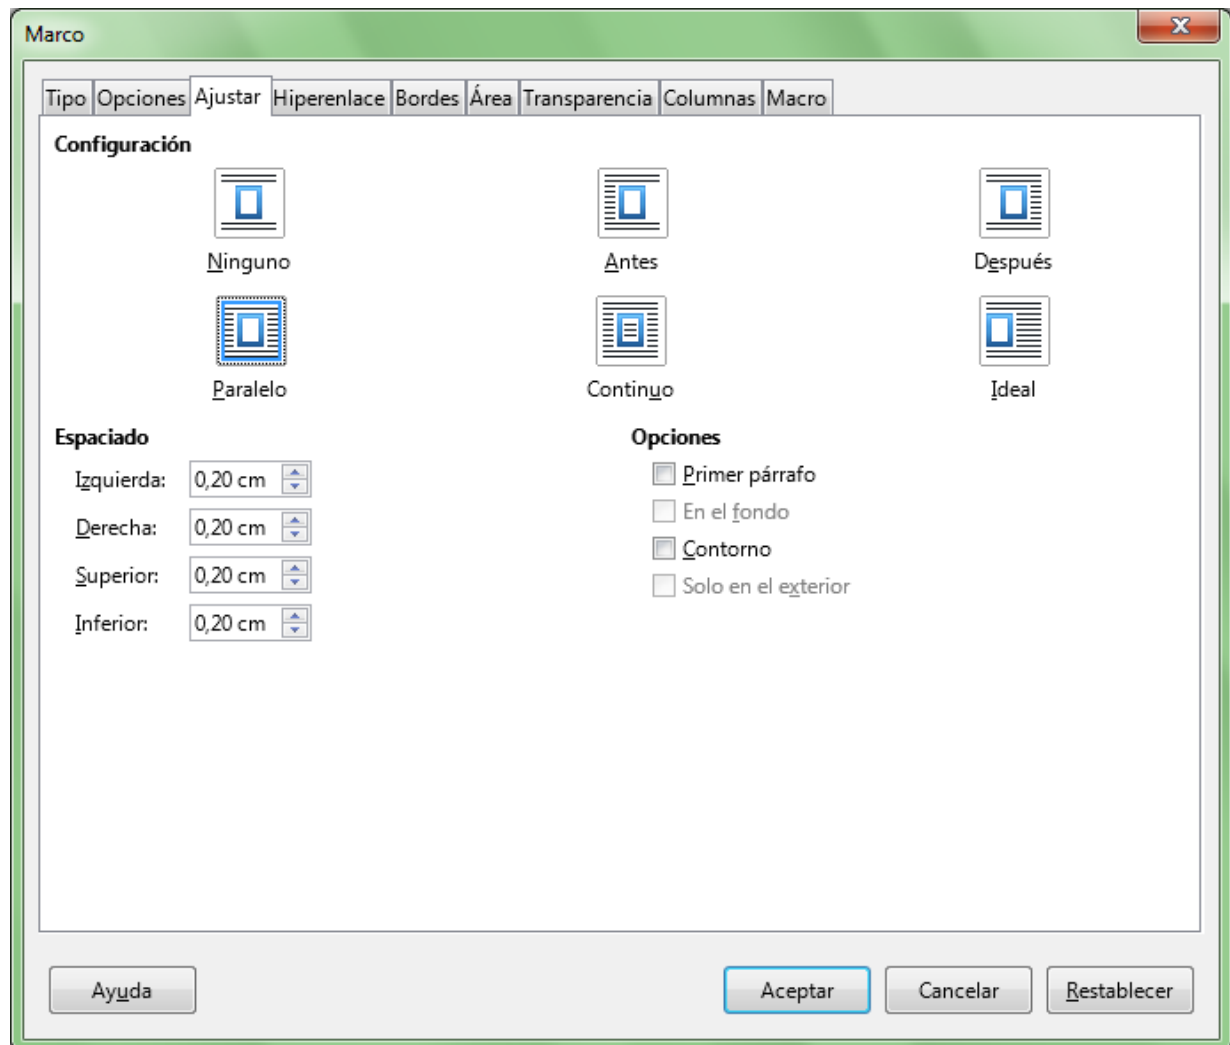 Marco
X
Tipo Opciones Ajustar Hiperenlace Bordes Área Transparencia Columnas Macro
Configuración
Ninguno Antes Después
Paralelo Continuo Ideal
Espaciado Opciones
Izquierda: 0,20 cm Primer párrafo
En el fondo
Derecha: 0,20 cm
Contorno
Superior: 0,20 cm Solo en el exterior
Inferior: 0,20 cm
Ayuda Aceptar Cancelar Restablecer